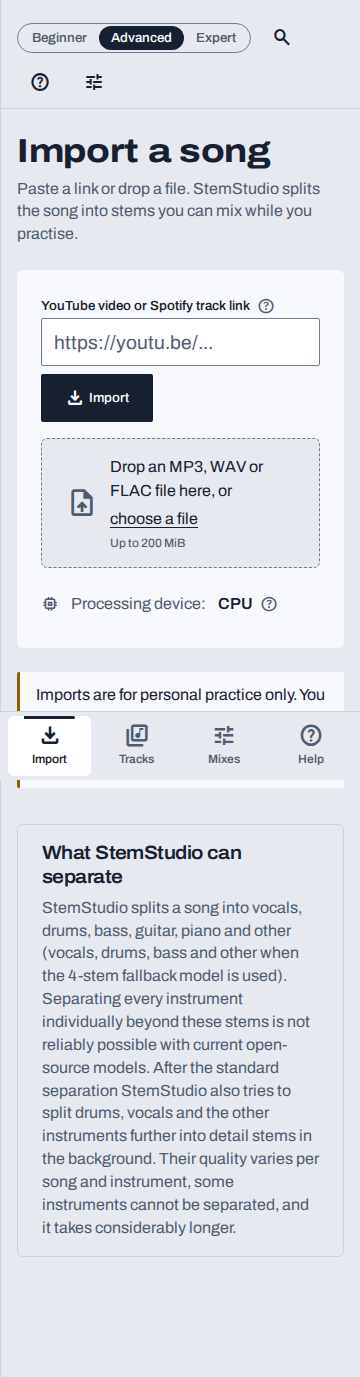 Beginner Advanced Expert
Import a song
Paste a link or drop a file. StemStudio splits
the song into stems you can mix while you
practise.
YouTube video or Spotify track link
https://youtu.be/...
Import
Drop an MP3, WAV or
FLAC file here, or
choose a file
Up to 200 MiB
Processing device: CPU
Imports are for personal practice only. You
Import Tracks Mixes Help
What StemStudio can
separate
StemStudio splits a song into vocals,
drums, bass, guitar, piano and other
(vocals, drums, bass and other when
the 4-stem fallback model is used).
Separating every instrument
individually beyond these stems is not
reliably possible with current open-
source models. After the standard
separation StemStudio also tries to
split drums, vocals and the other
instruments further into detail stems in
the background. Their quality varies per
song and instrument, some
instruments cannot be separated, and
it takes considerably longer.